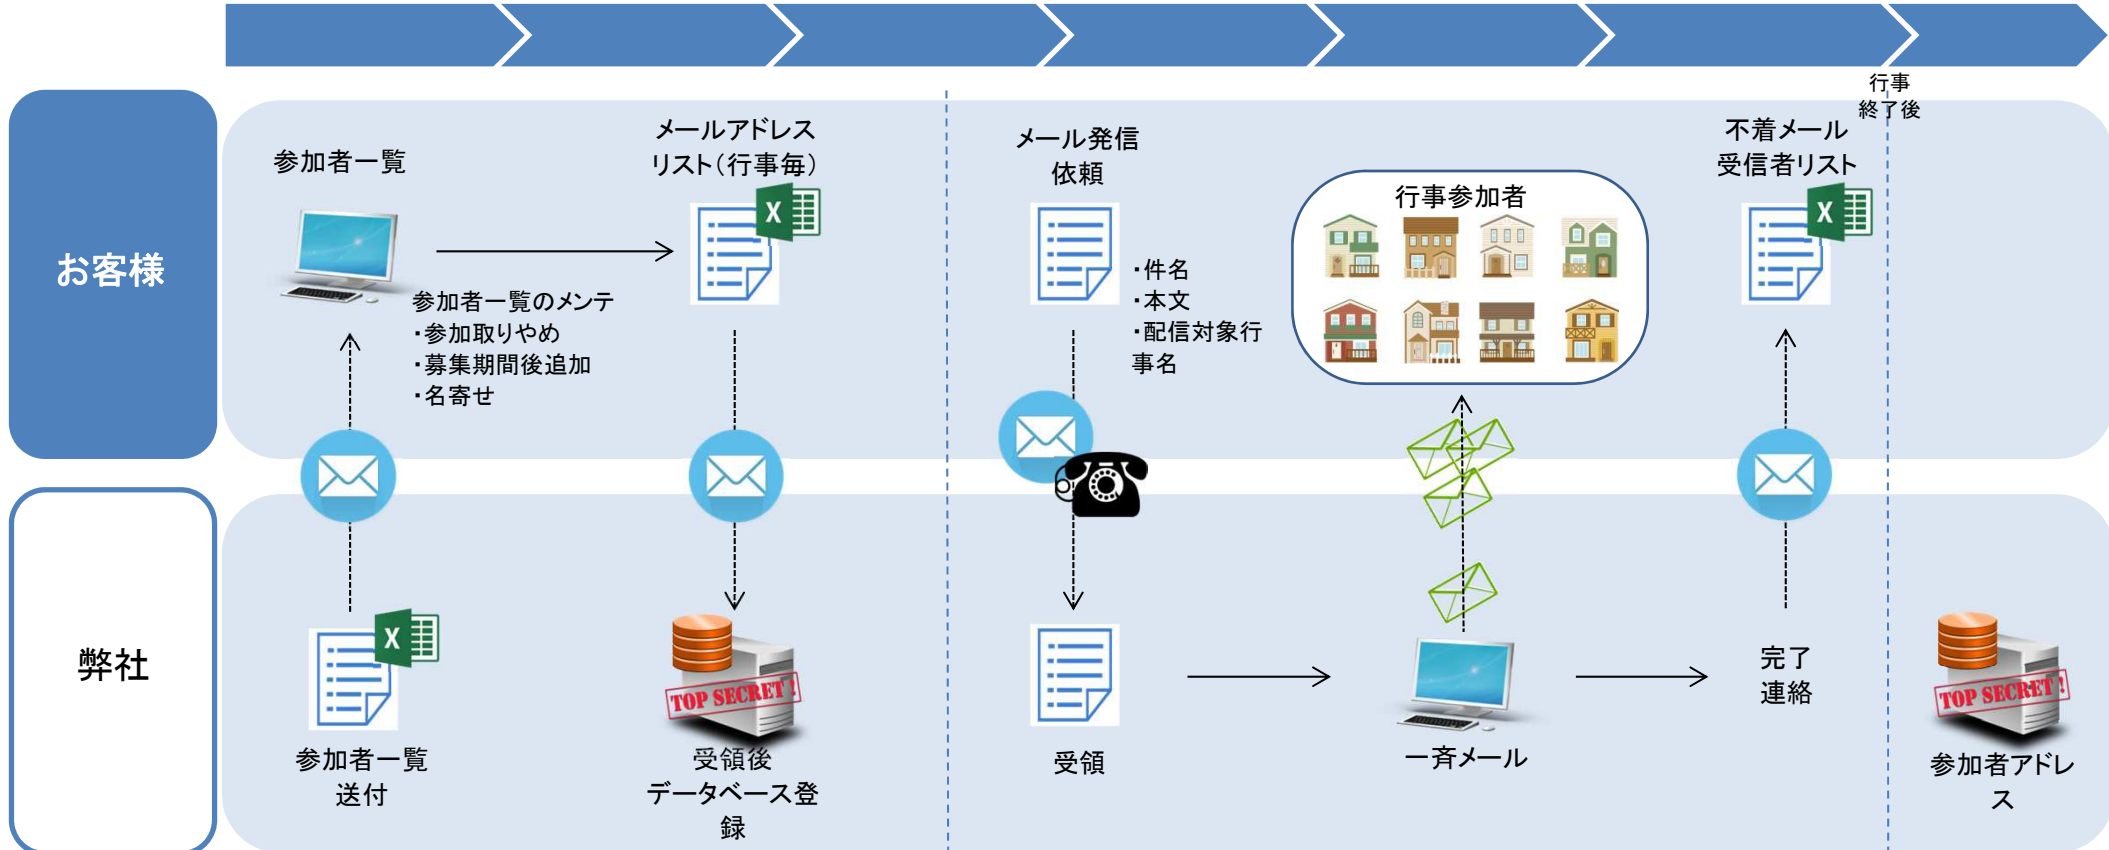 行事
終了後
お客様
参加者一覧
参加者一覧のメンテ
・参加取りやめ
・募集期間後追加
・名寄せ
メールアドレス
リスト(行事毎)
X
メール発信
依頼
・件名
・本文
・配信対象行
事名
行事参加者
不着メール
受信者リスト
X
弊社
X
参加者一覧
送付
TOP SECRET !
受領後
データベース登
録
受領
一斉メール
完了
連絡
TOP SECRET !
参加者アドレ
ス